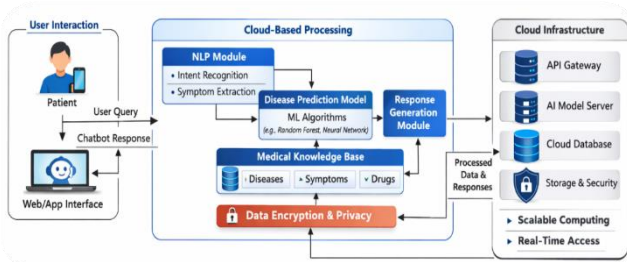 User Interaction
Patient
Web/App Interface
User Query
Chatbot Response
Cloud-Based Processing
NLP Module
• Intent Recognition
• Symptom Extraction
Disease Prediction Model
ML Algorithms
(e.g., Random Forest, Neural Network)
Response
Generation
Module
Medical Knowledge Base
Diseases
Symptoms
Drugs
Data Encryption & Privacy
Processed
Data &
Responses
Cloud Infrastructure
API Gateway
AI Model Server
Cloud Database
Storage & Security
Scalable Computing
Real-Time Access